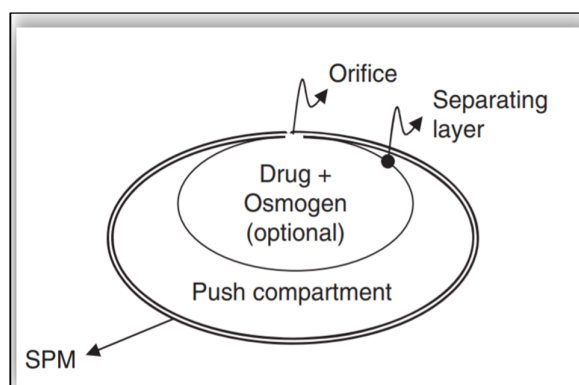 Orifice
Separating
layer
Drug +
Osmogen
(optional)
Push compartment
SPM